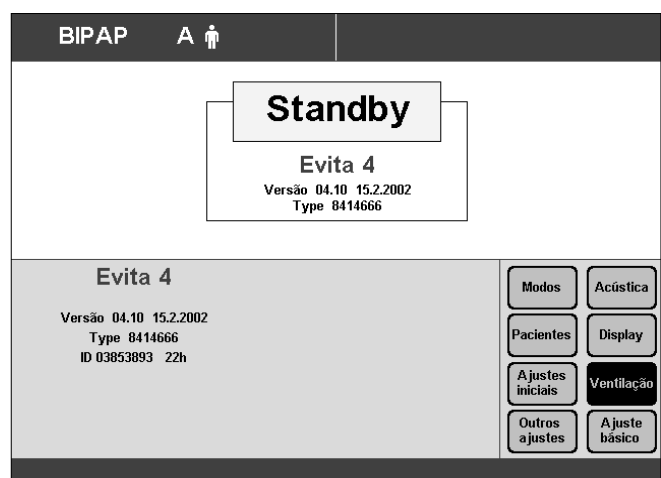 BIPAP A
Standby
Evita 4
Versão 04.10 15.2.2002
Type 8414666
Evita 4
Versão 04.10 15.2.2002
Type 8414666
ID 03853893 22h
Modos
Acústica
Pacientes
Display
Ajustes
iniciais
Ventilação
Outros
ajustes
Ajuste
básico